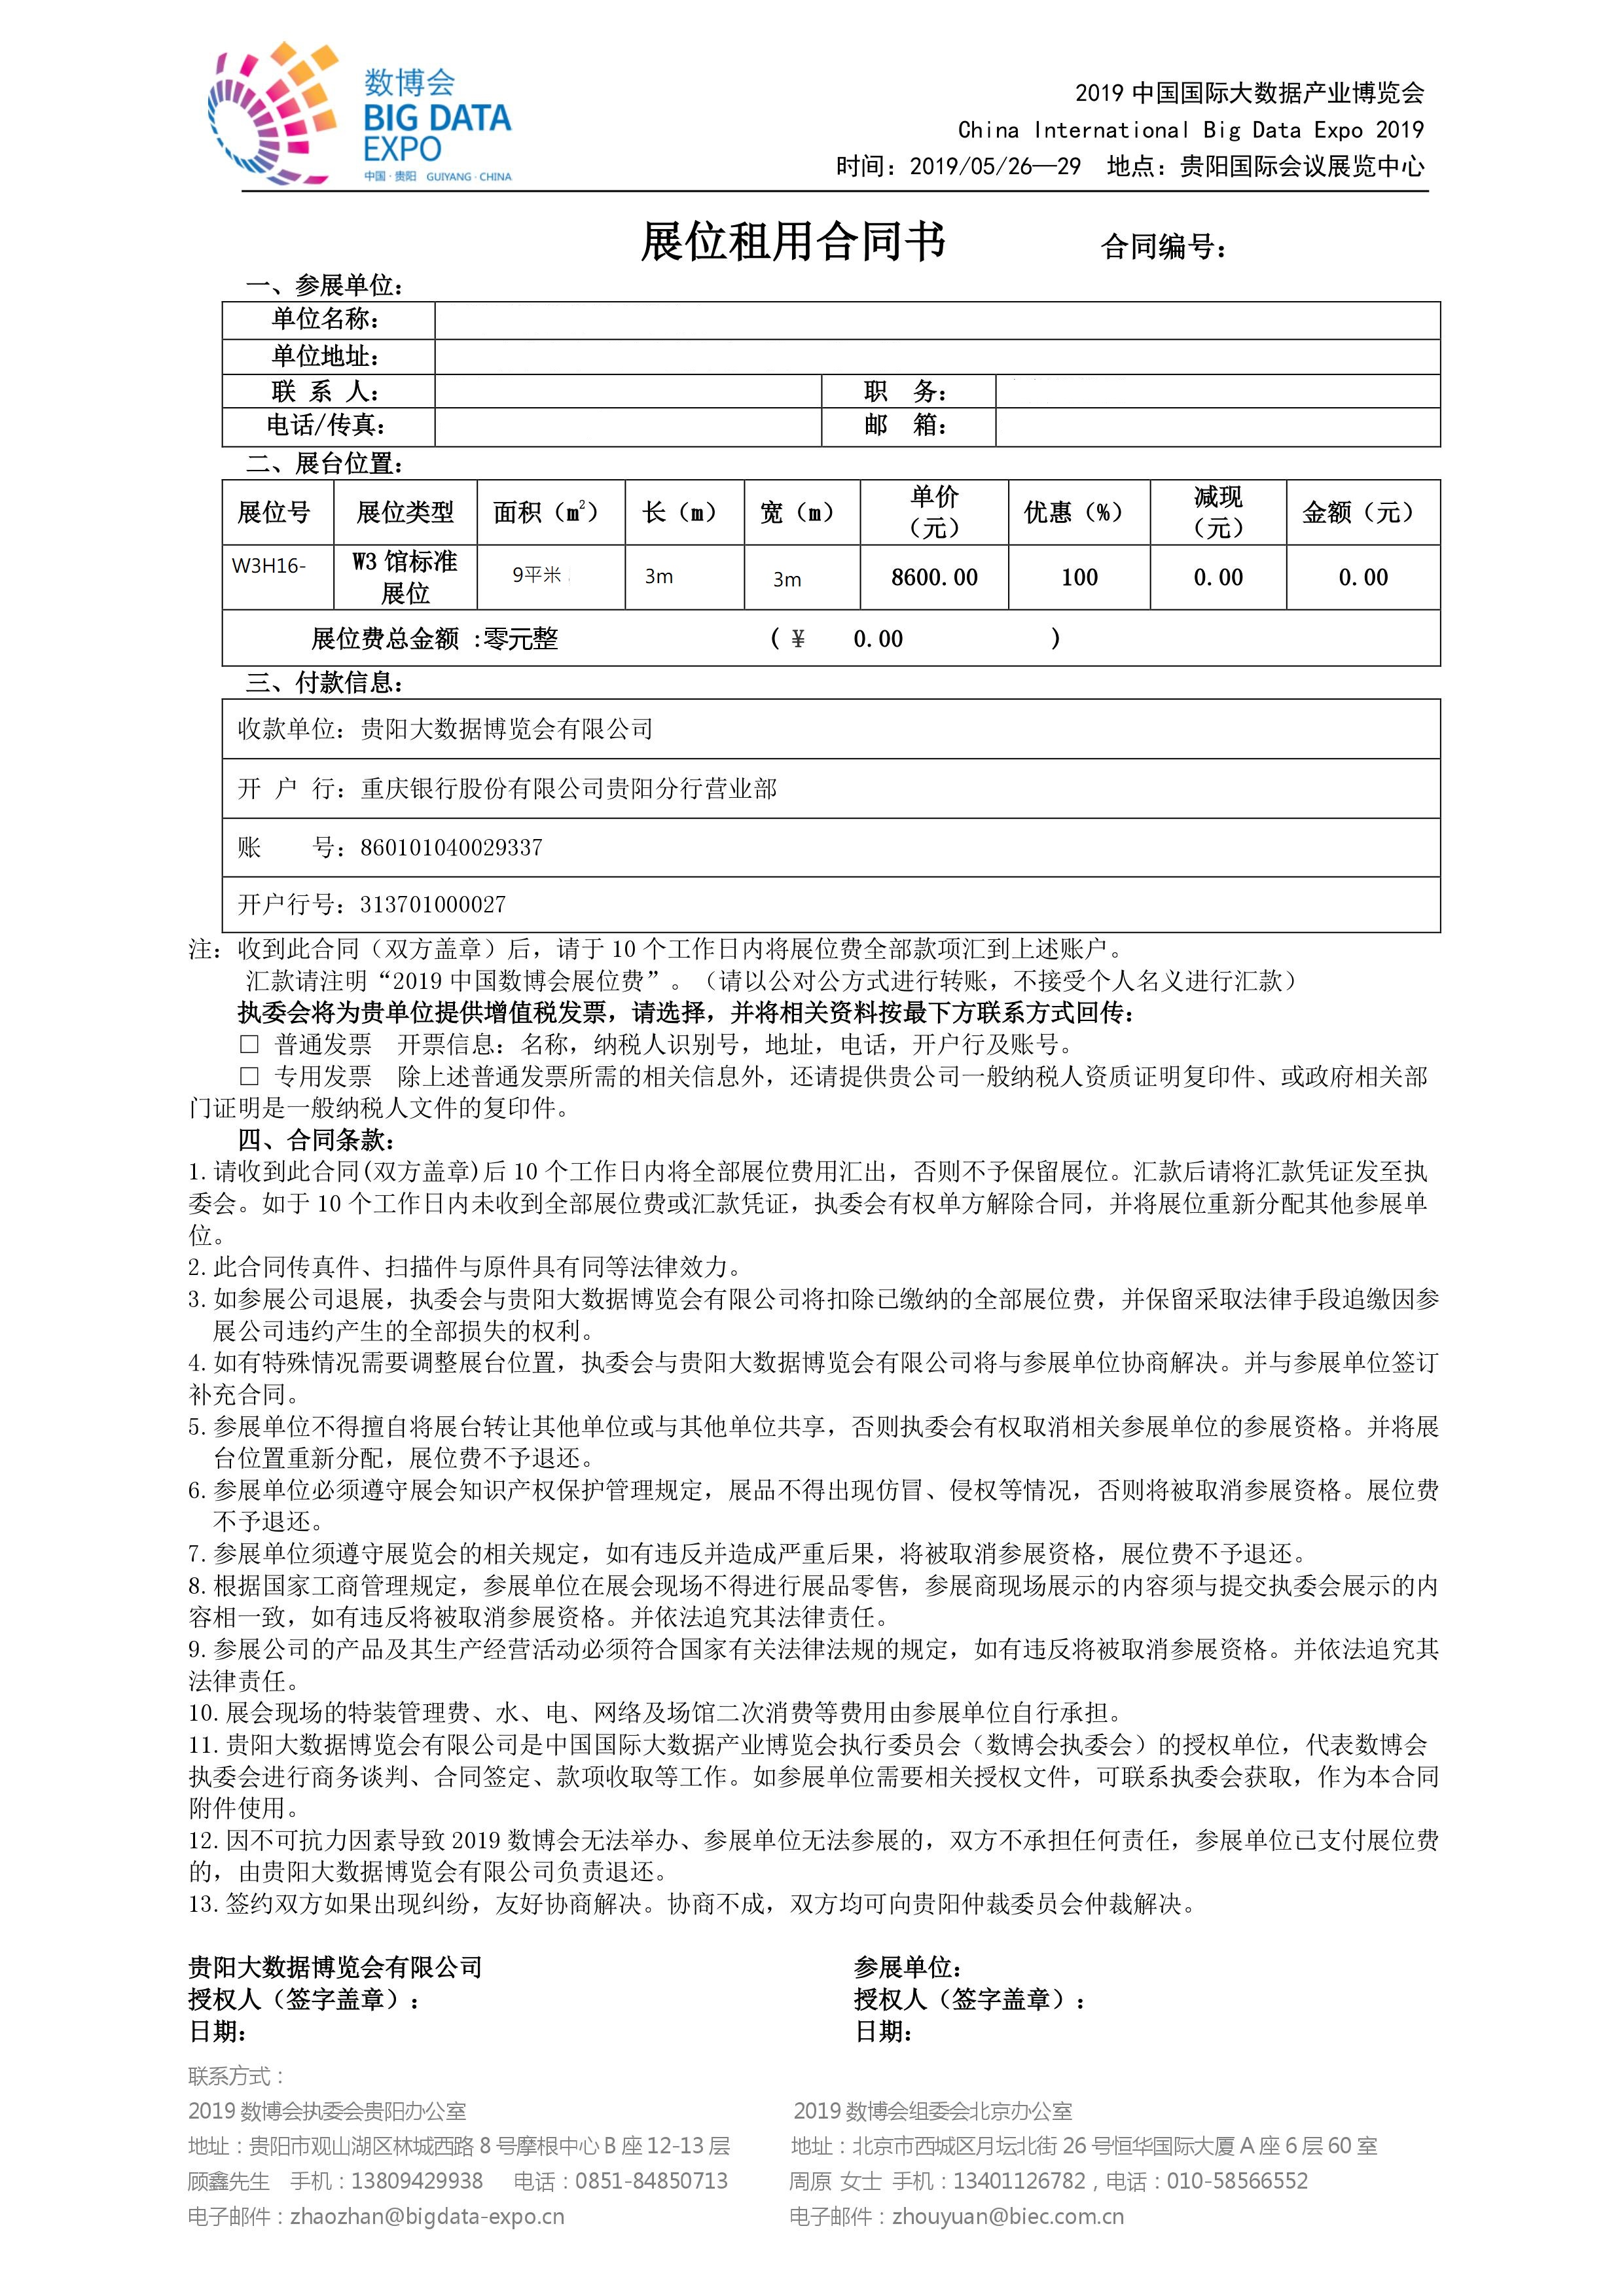 数博会
BIG DATA
EXPO
中国·贵阳 GUIYANG·CHINA
2019 中国国际大数据产业博览会
China International Big Data Expo 2019
时间：2019/05/26—29 地点：贵阳国际会议展览中心
展位租用合同书 合同编号：
一、参展单位：
单位名称：
单位地址：
联 系 人： 职 务：
电话/传真： 邮 箱：
二、展台位置：
展位号 展位类型 面积（m²） 长（m） 宽（m） 单价（元） 优惠（%） 减现（元） 金额（元）
W3H16- W3 馆标准展位 9平米 3m 3m 8600.00 100 0.00 0.00
展位费总金额 :零元整 （ ¥ 0.00 ）
三、付款信息：
收款单位：贵阳大数据博览会有限公司
开 户 行：重庆银行股份有限公司贵阳分行营业部
账 号：860101040029337
开户行号：313701000027
注：收到此合同（双方盖章）后，请于 10 个工作日内将展位费全部款项汇到上述账户。
汇款请注明“2019 中国数博会展位费”。（请以公对公方式进行转账，不接受个人名义进行汇款）
执委会将为贵单位提供增值税发票，请选择，并将相关资料按最下方联系方式回传：
□ 普通发票 开票信息：名称，纳税人识别号，地址，电话，开户行及账号。
□ 专用发票 除上述普通发票所需的相关信息外，还请提供贵公司一般纳税人资质证明复印件、或政府相关部
门证明是一般纳税人文件的复印件。
四、合同条款：
1.请收到此合同(双方盖章)后 10 个工作日内将全部展位费用汇出，否则不予保留展位。汇款后请将汇款凭证发至执
委会。如于 10 个工作日内未收到全部展位费或汇款凭证，执委会有权单方解除合同，并将展位重新分配其他参展单
位。
2.此合同传真件、扫描件与原件具有同等法律效力。
3.如参展公司退展，执委会与贵阳大数据博览会有限公司将扣除已缴纳的全部展位费，并保留采取法律手段追缴因参
展公司违约产生的全部损失的权利。
4.如有特殊情况需要调整展台位置，执委会与贵阳大数据博览会有限公司将与参展单位协商解决。并与参展单位签订
补充合同。
5.参展单位不得擅自将展台转让其他单位或与其他单位共享，否则执委会有权取消相关参展单位的参展资格。并将展
台位置重新分配，展位费不予退还。
6.参展单位必须遵守展会知识产权保护管理规定，展品不得出现仿冒、侵权等情况，否则将被取消参展资格。展位费
不予退还。
7.参展单位须遵守展览会的相关规定，如有违反并造成严重后果，将被取消参展资格，展位费不予退还。
8.根据国家工商管理规定，参展单位在展会现场不得进行展品零售，参展商现场展示的内容须与提交执委会展示的内
容相一致，如有违反将被取消参展资格。并依法追究其法律责任。
9.参展公司的产品及其生产经营活动必须符合国家有关法律法规的规定，如有违反将被取消参展资格。并依法追究其
法律责任。
10.展会现场的特装管理费、水、电、网络及场馆二次消费等费用由参展单位自行承担。
11.贵阳大数据博览会有限公司是中国国际大数据产业博览会执行委员会（数博会执委会）的授权单位，代表数博会
执委会进行商务谈判、合同签定、款项收取等工作。如参展单位需要相关授权文件，可联系执委会获取，作为本合同
附件使用。
12.因不可抗力因素导致 2019 数博会无法举办、参展单位无法参展的，双方不承担任何责任，参展单位已支付展位费
的，由贵阳大数据博览会有限公司负责退还。
13.签约双方如果出现纠纷，友好协商解决。协商不成，双方均可向贵阳仲裁委员会仲裁解决。
贵阳大数据博览会有限公司 参展单位：
授权人（签字盖章）： 授权人（签字盖章）：
日期： 日期：
联系方式：
2019 数博会执委会贵阳办公室 2019 数博会组委会北京办公室
地址：贵阳市观山湖区林城西路 8 号摩根中心 B 座 12-13 层 地址：北京市西城区月坛北街 26 号恒华国际大厦 A 座 6 层 60 室
顾鑫先生 手机：13809429938 电话：0851-84850713 周原 女士 手机：13401126782，电话：010-58566552
电子邮件：zhaozhan@bigdata-expo.cn 电子邮件：zhouyuan@biec.com.cn